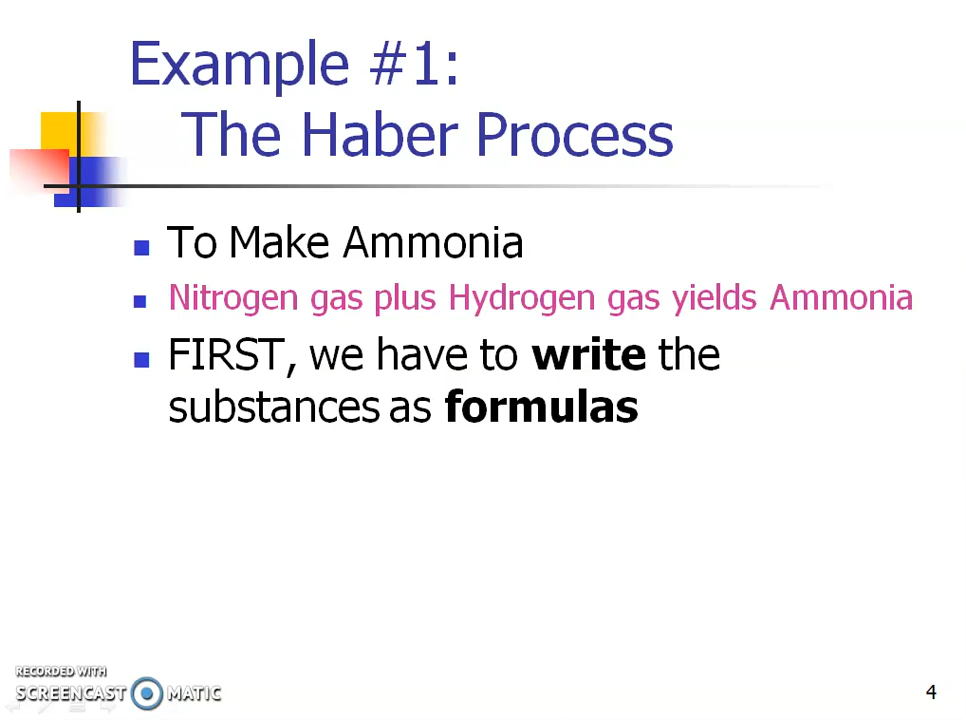 Example #1:
The Haber Process
To Make Ammonia
Nitrogen gas plus Hydrogen gas yields Ammonia
FIRST, we have to write the
substances as formulas
RECORDED WITH
SCREENCAST MATIC
4